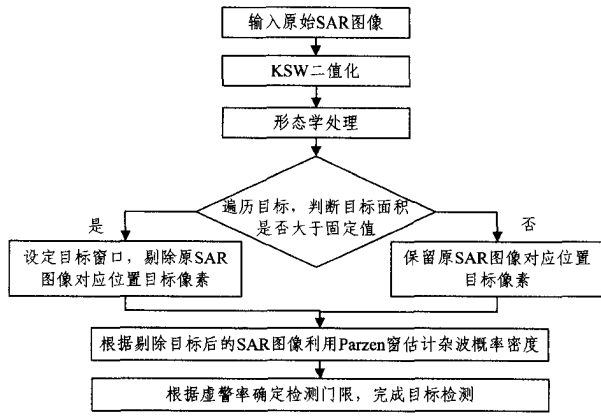 输入原始SAR图像
KSW二值化
形态学处理
遍历目标，判断目标面积
是否大于固定值
是
否
设定目标窗口，剔除原SAR
图像对应位置目标像素
保留原SAR图像对应位置
目标像素
根据剔除目标后的SAR图像利用Parzen窗估计杂波概率密度
根据虚警率确定检测门限，完成目标检测